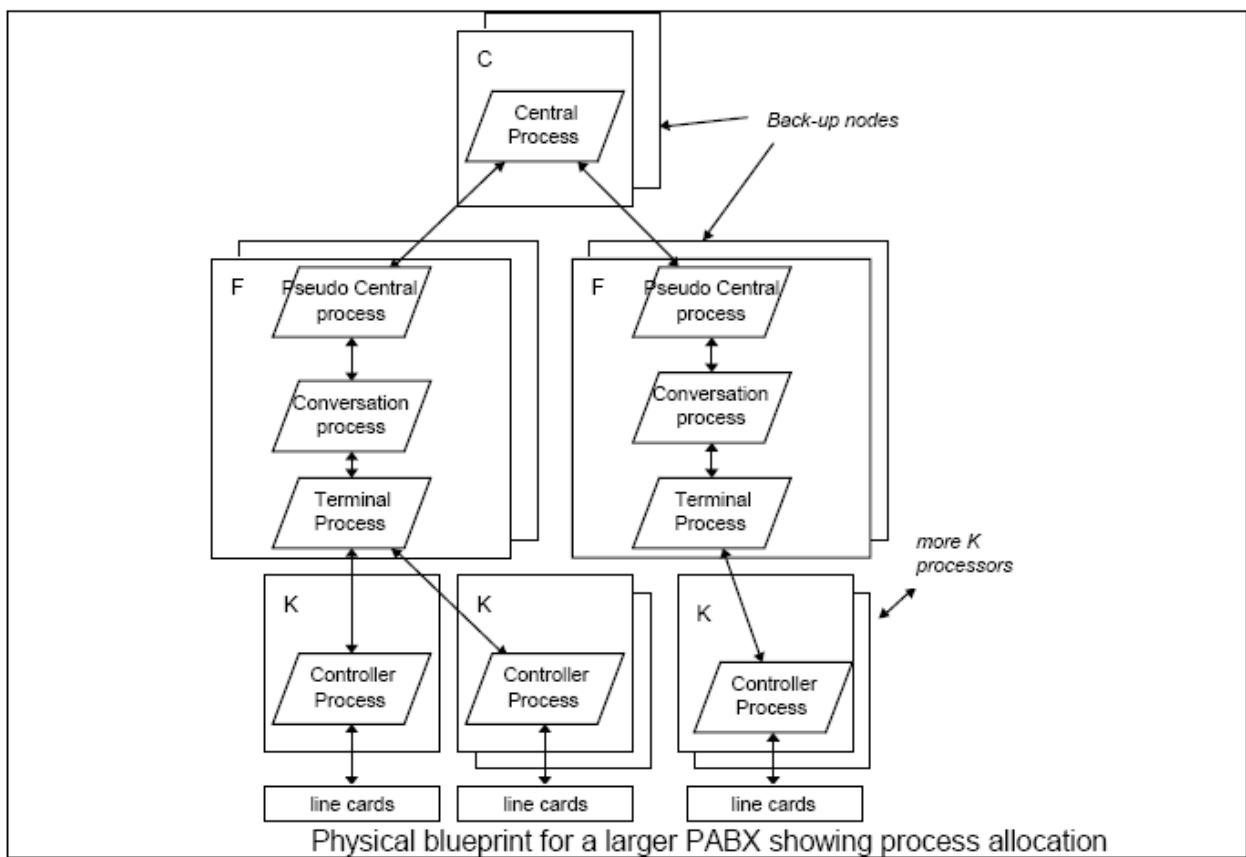 C
Central
Process
Back-up nodes
F
Pseudo Central
process
F
Pseudo Central
process
Conversation
process
Conversation
process
Terminal
Process
Terminal
Process
more K
processors
K
K
K
Controller
Process
Controller
Process
Controller
Process
line cards
line cards
line cards
Physical blueprint for a larger PABX showing process allocation